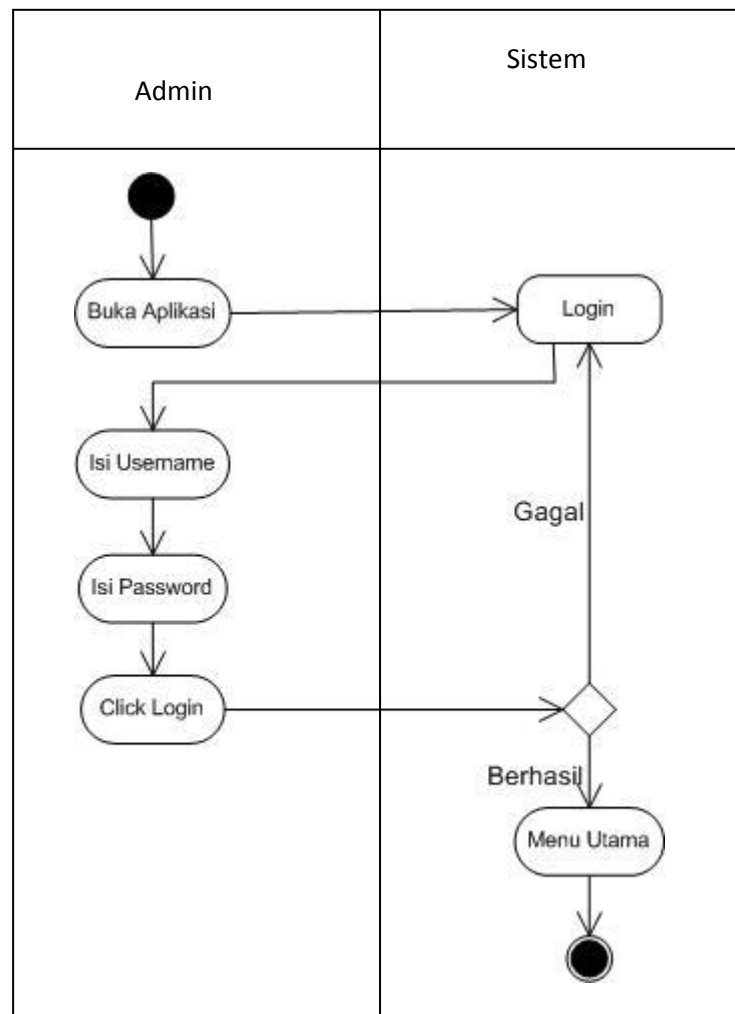 Admin
Sistem
Buka Aplikasi
Login
Isi Username
Gagal
Isi Password
Click Login
Berhasil
Menu Utama